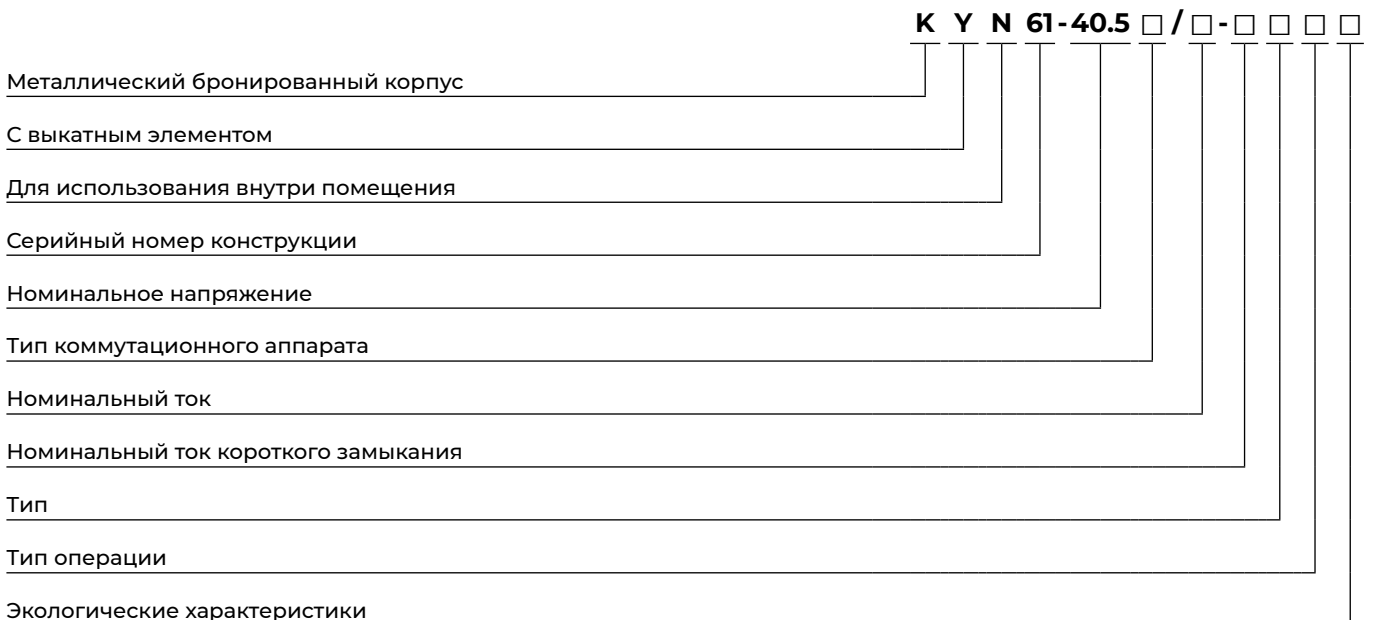 K Y N 61-40.5 □ / □-□ □ □ □
Металлический бронированный корпус
С выкатным элементом
Для использования внутри помещения
Серийный номер конструкции
Номинальное напряжение
Тип коммутационного аппарата
Номинальный ток
Номинальный ток короткого замыкания
Тип
Тип операции
Экологические характеристики